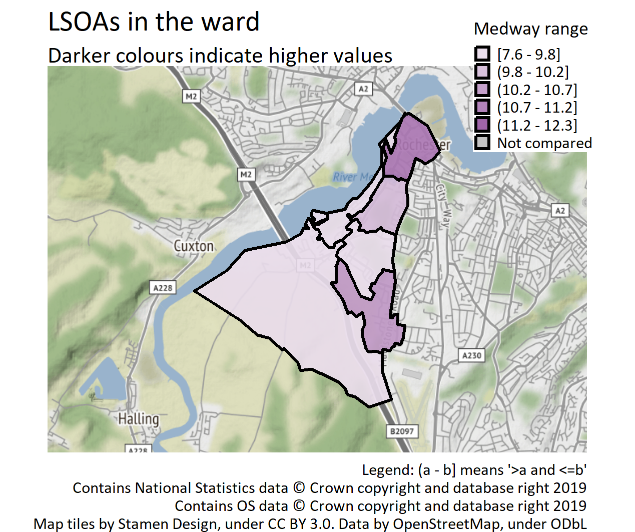 LSOAs in the ward
Darker colours indicate higher values
Medway range
[7.6 - 9.8]
(9.8 - 10.2]
(10.2 - 10.7]
(10.7 - 11.2]
(11.2 - 12.3]
Not compared
M2
A2
Rochester
M2
River
City Way
A2
Cuxton
M2
A228
A230
Halling
B2097
A228
Legend: (a - b] means '>a and <=b'
Contains National Statistics data © Crown copyright and database right 2019
Contains OS data © Crown copyright and database right 2019
Map tiles by Stamen Design, under CC BY 3.0. Data by OpenStreetMap, under ODbL